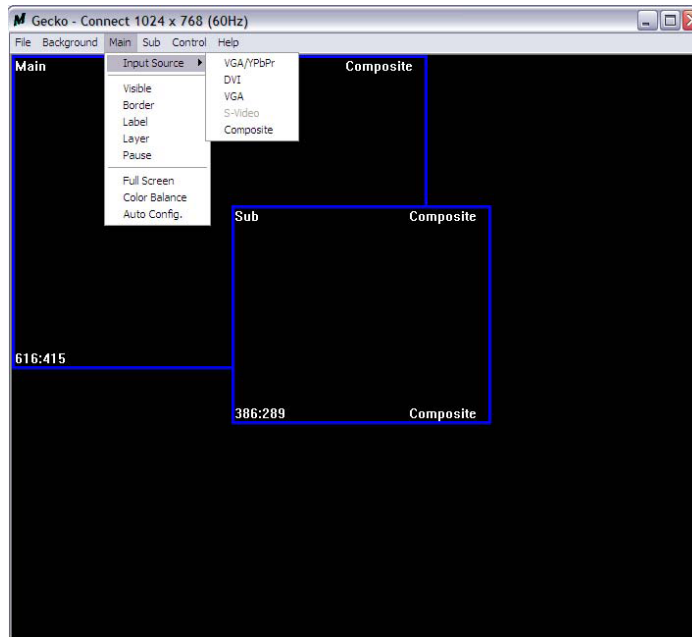 Gecko - Connect 1024 x 768 (60Hz)
File Background Main Sub Control Help
Main Composite
Input Source
Visible
Border
Label
Layer
Pause
Full Screen
Color Balance
Auto Config.
VGA/YPbPr
DVI
VGA
S-Video
Composite
616:415
Sub Composite
386:289 Composite